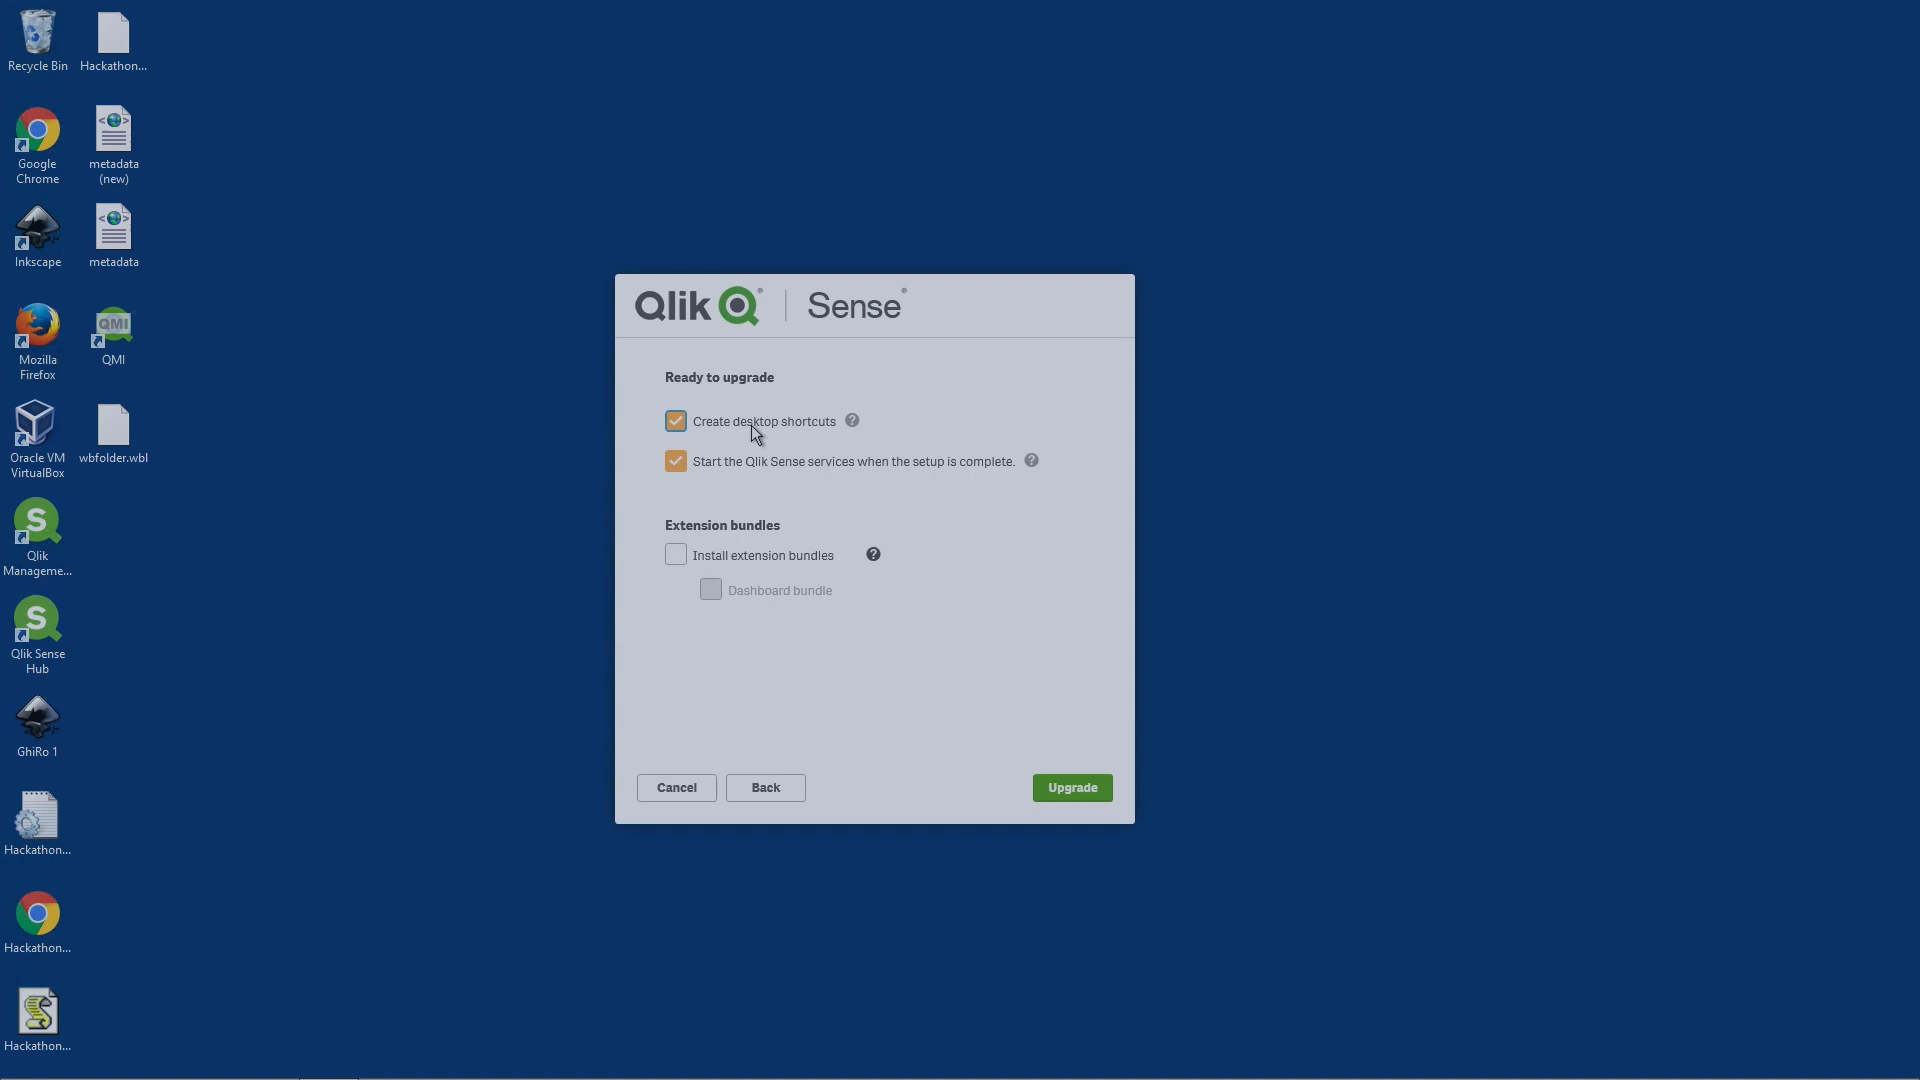 Recycle Bin
Hackathon...
Google
Chrome
metadata
(new)
Inkscape
metadata
Mozilla
Firefox
QMI
QMI
Oracle VM
VirtualBox
wbfolder.wbl
S
Qlik
Manageme...
S
Qlik Sense
Hub
GhiRo 1
Hackathon...
Hackathon...
Hackathon...
Qlik® | Sense®
Ready to upgrade
Create desktop shortcuts ?
Start the Qlik Sense services when the setup is complete. ?
Extension bundles
Install extension bundles ?
Dashboard bundle
Cancel
Back
Upgrade